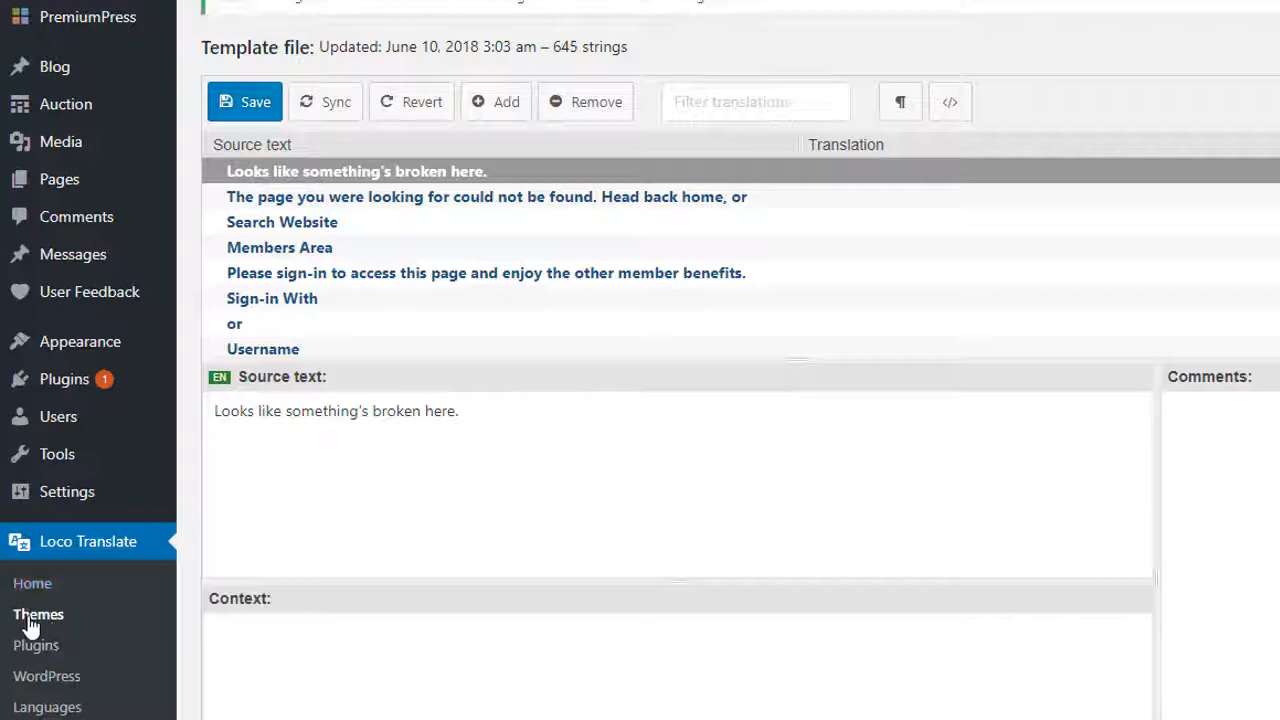 PremiumPress
Blog
Auction
Media
Pages
Comments
Messages
User Feedback
Appearance
Plugins 1
Users
Tools
Settings
Loco Translate
Home
Themes
Plugins
WordPress
Languages
Template file: Updated: June 10, 2018 3:03 am – 645 strings
Save Sync Revert Add Remove Filter translations ¶ </>
Source text Translation
Looks like something's broken here.
The page you were looking for could not be found. Head back home, or
Search Website
Members Area
Please sign-in to access this page and enjoy the other member benefits.
Sign-in With
or
Username
EN Source text:
Looks like something's broken here.
Context:
Comments: